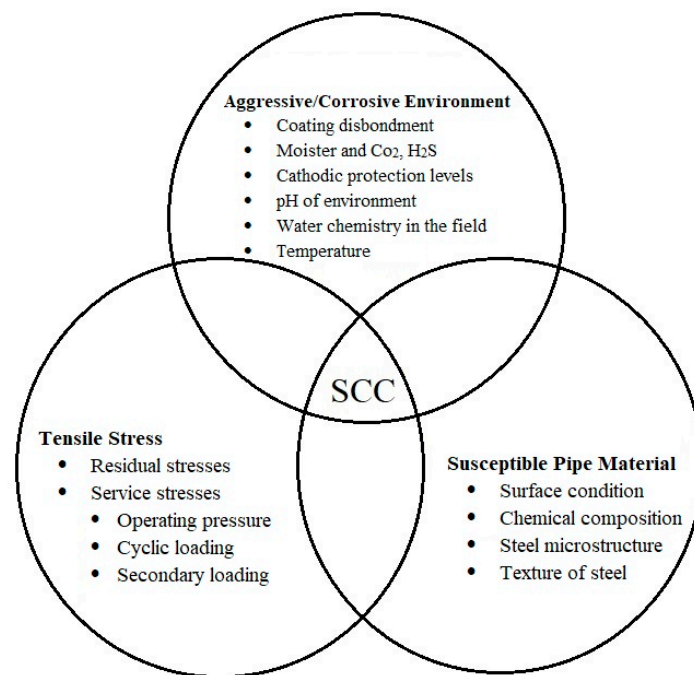 Aggressive/Corrosive Environment
• Coating disbondment
• Moister and Co₂, H₂S
• Cathodic protection levels
• pH of environment
• Water chemistry in the field
• Temperature
SCC
Tensile Stress
• Residual stresses
• Service stresses
• Operating pressure
• Cyclic loading
• Secondary loading
Susceptible Pipe Material
• Surface condition
• Chemical composition
• Steel microstructure
• Texture of steel